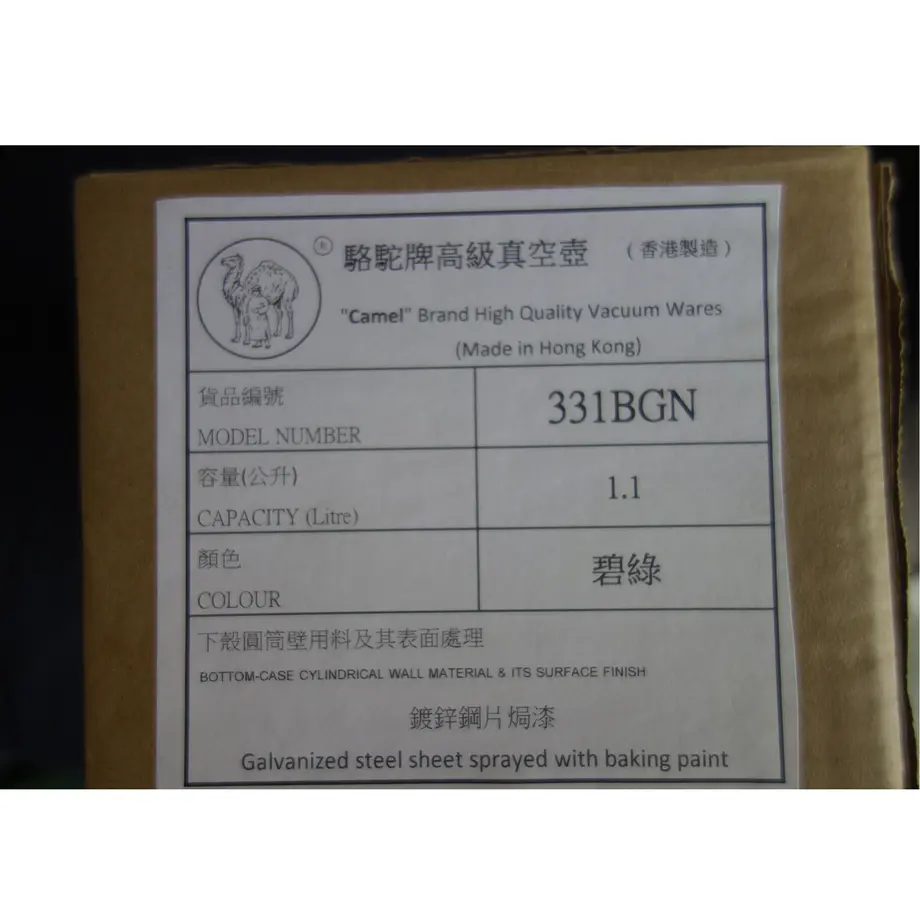 ® 駱駝牌高級真空壺 (香港製造)
"Camel" Brand High Quality Vacuum Wares
(Made in Hong Kong)
貨品編號
MODEL NUMBER
331BGN
容量(公升)
CAPACITY (Litre)
1.1
顏色
COLOUR
碧綠
下殼圓筒壁用料及其表面處理
BOTTOM-CASE CYLINDRICAL WALL MATERIAL & ITS SURFACE FINISH
鍍鋅鋼片焗漆
Galvanized steel sheet sprayed with baking paint